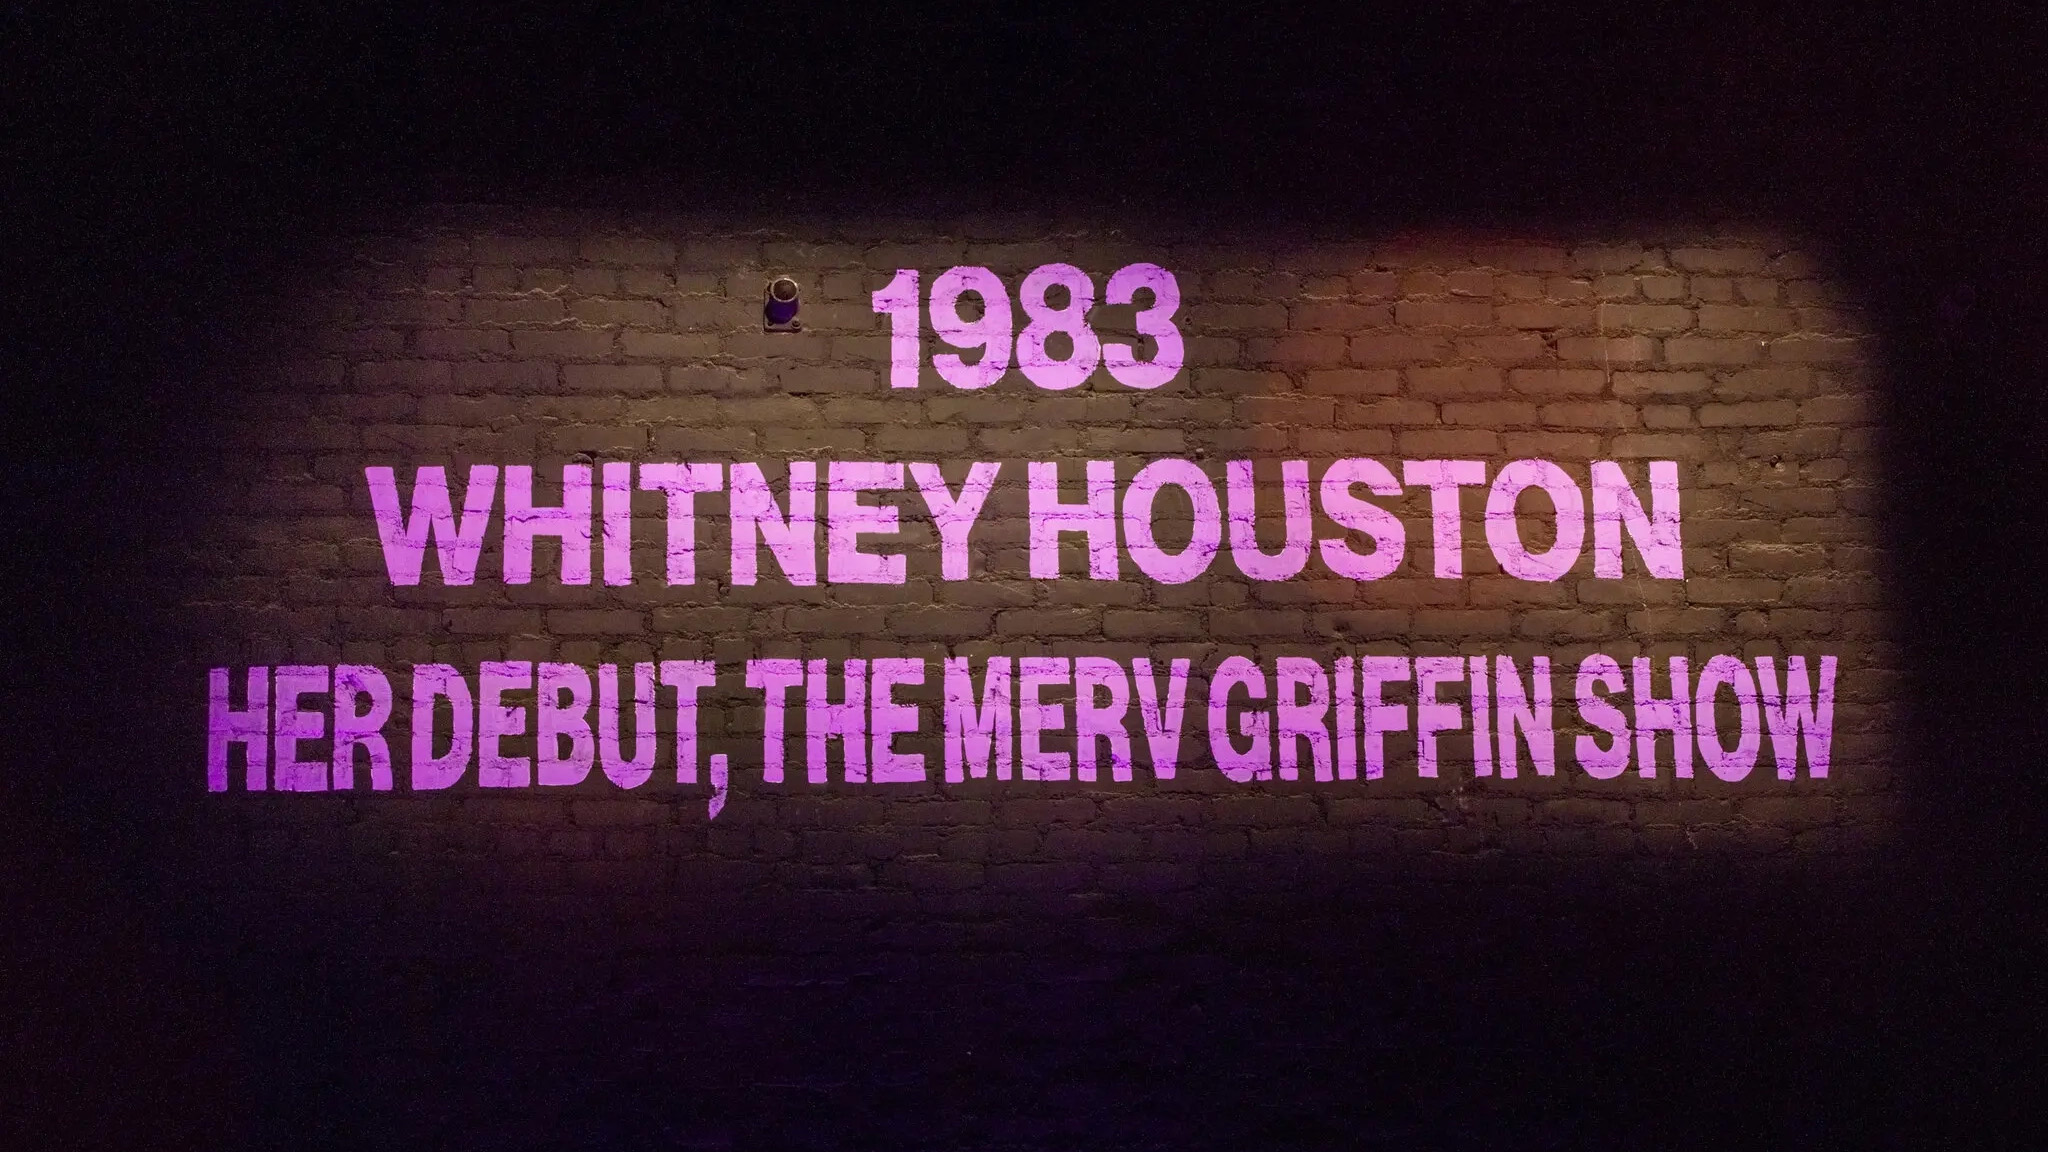 1983
WHITNEY HOUSTON
HER DEBUT, THE MERV GRIFFIN SHOW